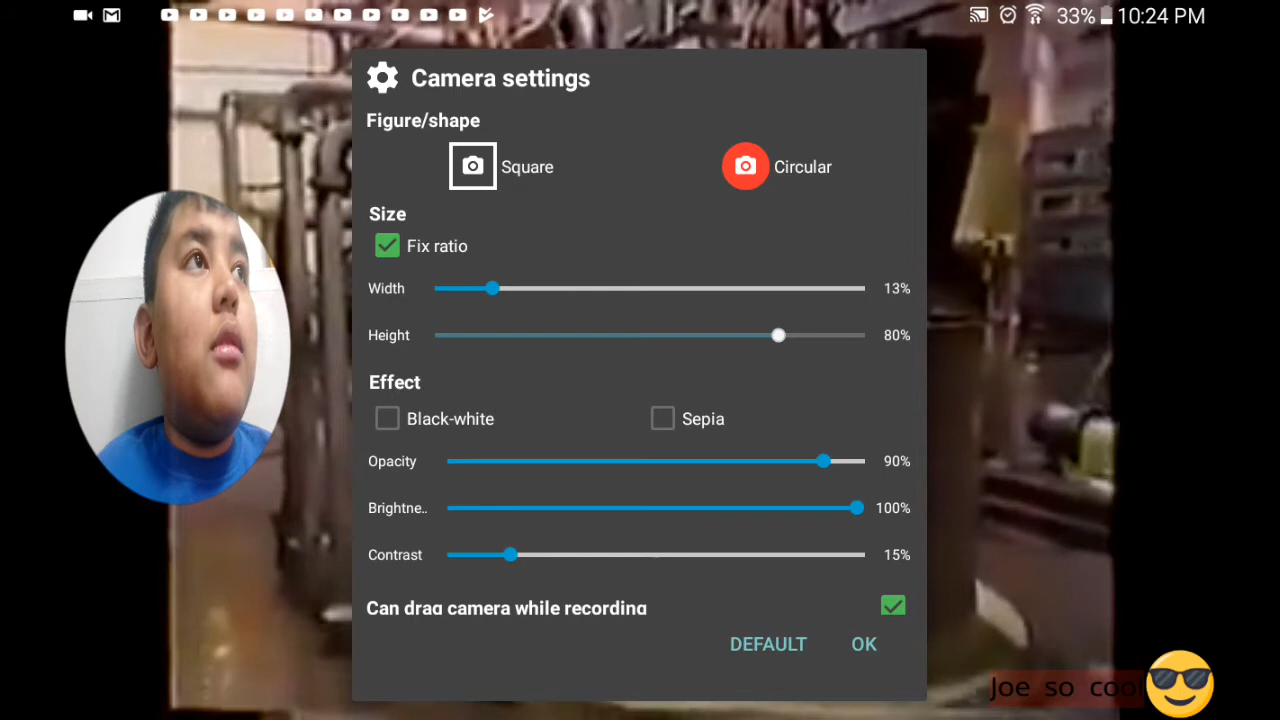 33% 10:24 PM
Camera settings
Figure/shape
Square Circular
Size
Fix ratio
Width 13%
Height 80%
Effect
Black-white Sepia
Opacity 90%
Brightne.. 100%
Contrast 15%
Can drag camera while recording
DEFAULT OK
Joe so cool